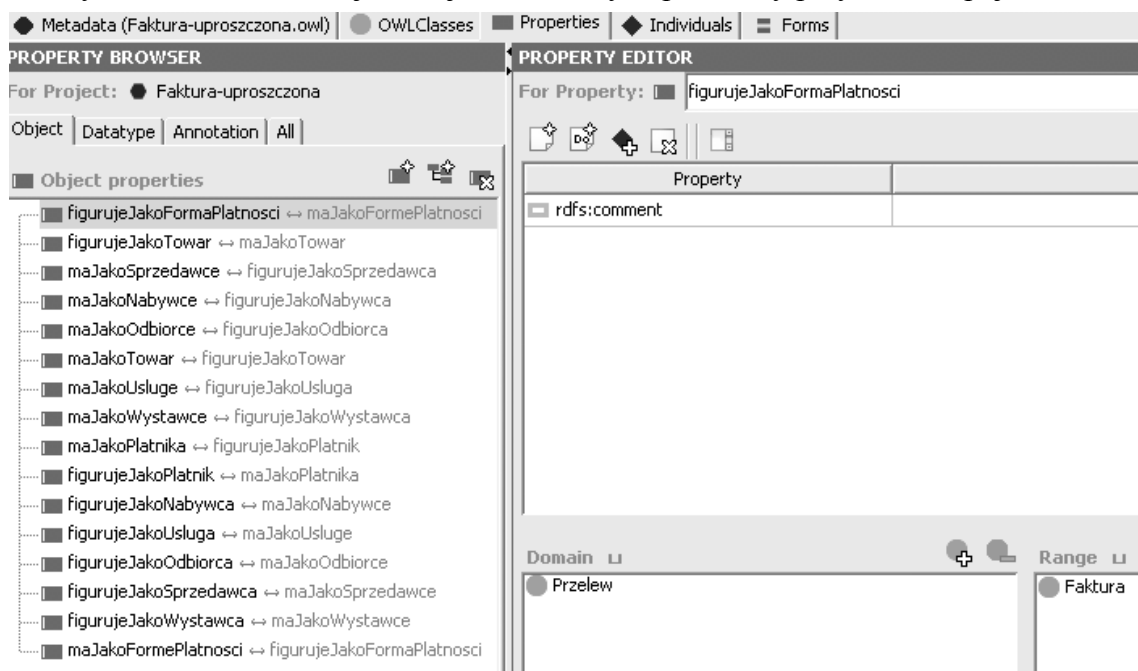 Metadata (Faktura-uproszczona.owl) OWLClasses Properties Individuals Forms
PROPERTY BROWSER
For Project: Faktura-uproszczona
Object Datatype Annotation All
Object properties
figurujeJakoFormaPlatnosci ↔ maJakoFormePlatnosci
figurujeJakoTowar ↔ maJakoTowar
maJakoSprzedawce ↔ figurujeJakoSprzedawca
maJakoNabywce ↔ figurujeJakoNabywca
maJakoOdbiorce ↔ figurujeJakoOdbiorca
maJakoTowar ↔ figurujeJakoTowar
maJakoUsluge ↔ figurujeJakoUsluga
maJakoWystawce ↔ figurujeJakoWystawca
maJakoPlatnika ↔ figurujeJakoPlatnik
figurujeJakoPlatnik ↔ maJakoPlatnika
figurujeJakoNabywca ↔ maJakoNabywce
figurujeJakoUsluga ↔ maJakoUsluge
figurujeJakoOdbiorca ↔ maJakoOdbiorce
figurujeJakoSprzedawca ↔ maJakoSprzedawce
figurujeJakoWystawca ↔ maJakoWystawce
maJakoFormePlatnosci ↔ figurujeJakoFormaPlatnosci
PROPERTY EDITOR
For Property: figurujeJakoFormaPlatnosci
Property
rdfs:comment
Domain ⊔
Przelew
Range ⊔
Faktura